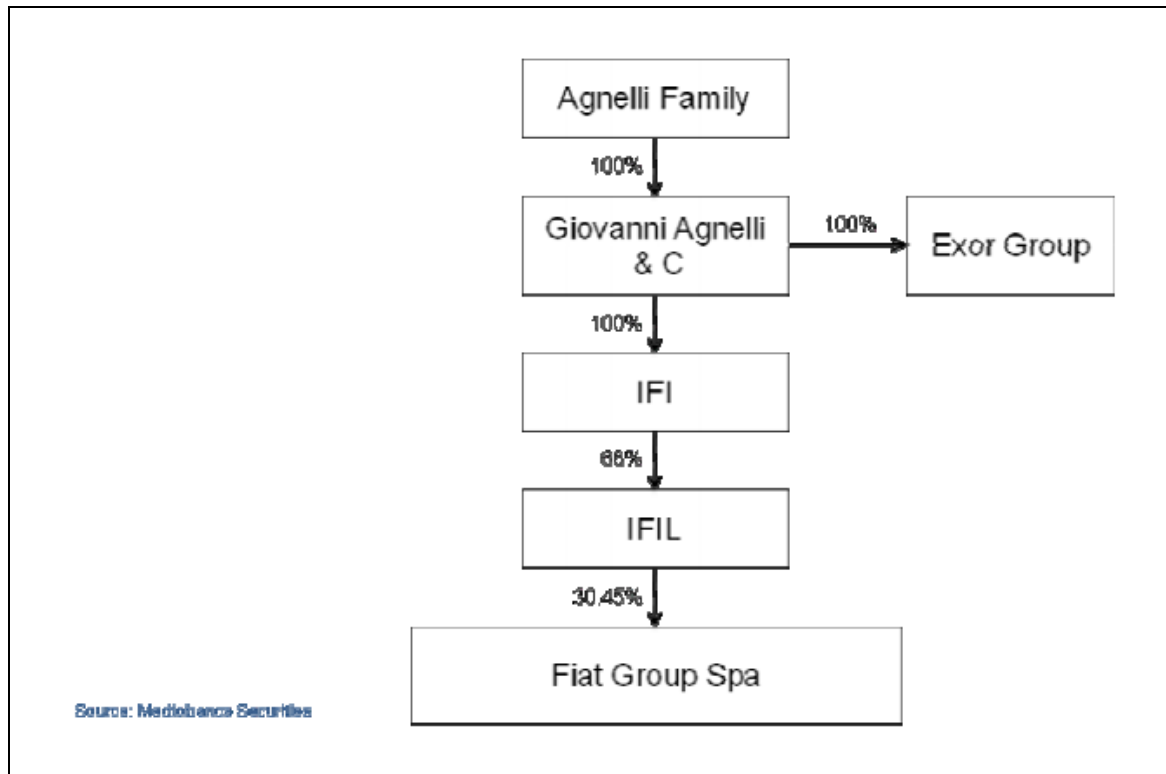 Agnelli Family
100%
Giovanni Agnelli
& C
100%
Exor Group
100%
IFI
66%
IFIL
30,45%
Fiat Group Spa
Source: Mediobanca Securities